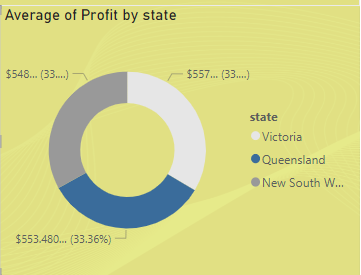 Average of Profit by state
$548... (33....)
$557... (33....)
state
Victoria
Queensland
New South W...
$553.480... (33.36%)